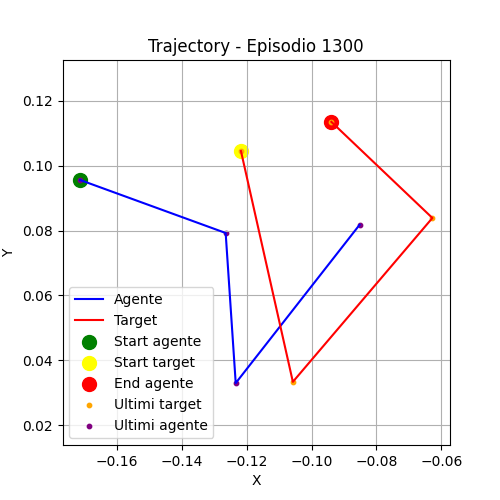 Trajectory - Episodio 1300
Y
0.12
0.10
0.08
0.06
0.04
0.02
Agente
Target
Start agente
Start target
End agente
Ultimi target
Ultimi agente
−0.16 −0.14 −0.12 −0.10 −0.08 −0.06
X